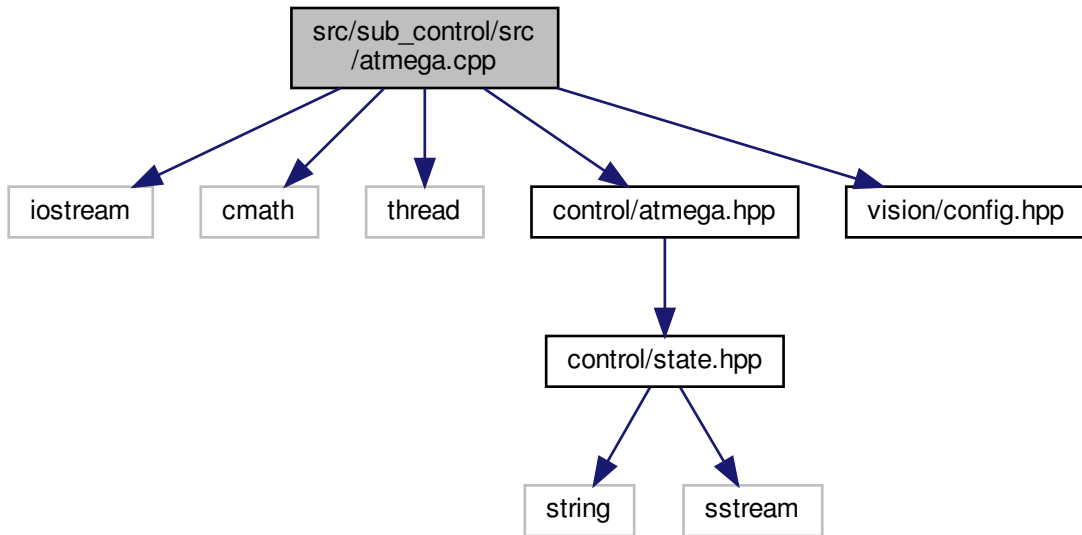 src/sub_control/src
/atmega.cpp
iostream
cmath
thread
control/atmega.hpp
vision/config.hpp
control/state.hpp
string
sstream